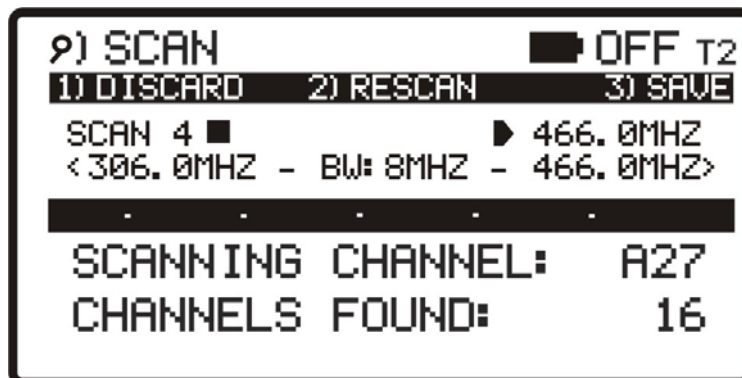 9) SCAN OFF T2
1) DISCARD 2) RESCAN 3) SAVE
SCAN 4 466.0MHZ
<306.0MHZ - BW: 8MHZ - 466.0MHZ>
SCANNING CHANNEL: A27
CHANNELS FOUND: 16